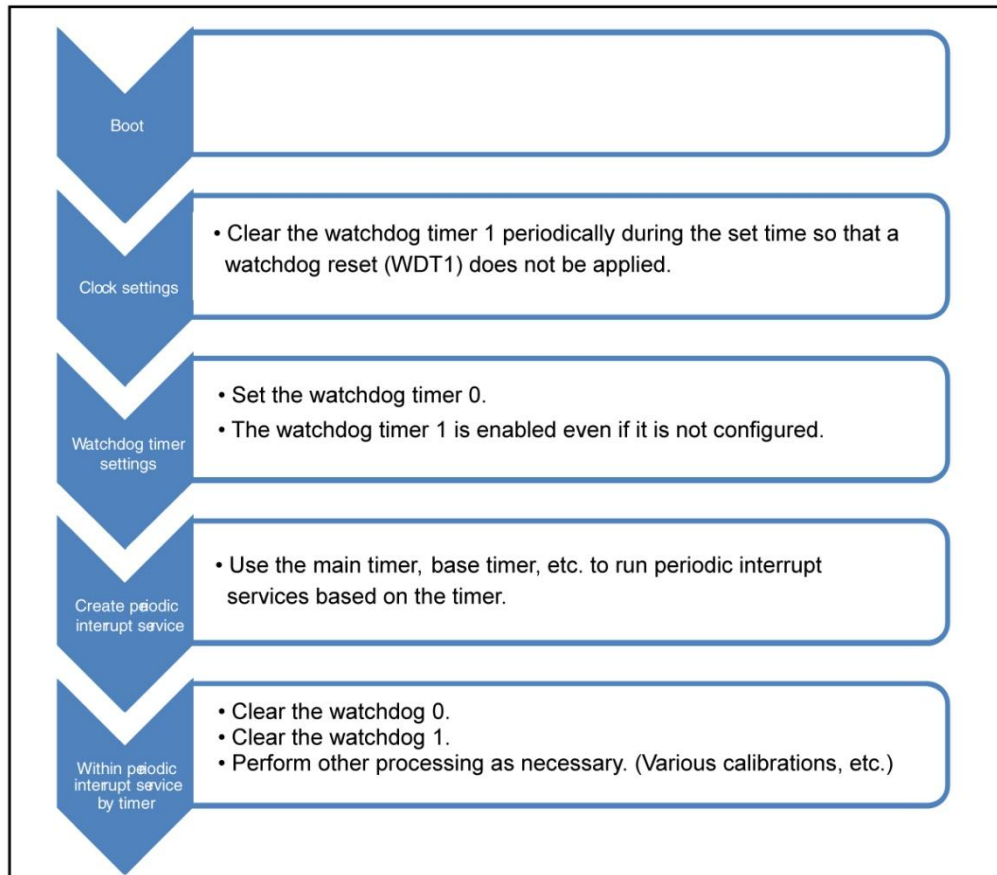 Boot
Clock settings
• Clear the watchdog timer 1 periodically during the set time so that a
watchdog reset (WDT1) does not be applied.
Watchdog timer
settings
• Set the watchdog timer 0.
• The watchdog timer 1 is enabled even if it is not configured.
Create periodic
interrupt service
• Use the main timer, base timer, etc. to run periodic interrupt
services based on the timer.
Within periodic
interrupt service
by timer
• Clear the watchdog 0.
• Clear the watchdog 1.
• Perform other processing as necessary. (Various calibrations, etc.)